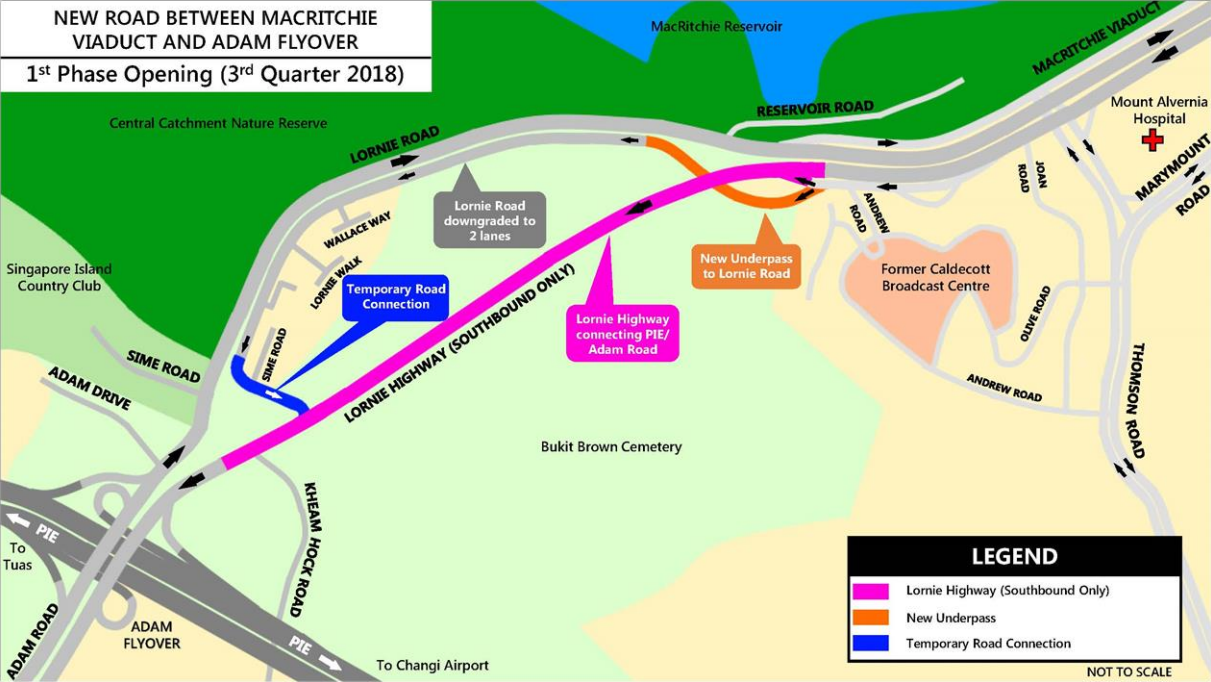 NEW ROAD BETWEEN MACRITCHIE
VIADUCT AND ADAM FLYOVER
1st Phase Opening (3rd Quarter 2018)
MacRitchie Reservoir
MACRITCHIE VIADUCT
Central Catchment Nature Reserve
LORNIE ROAD
RESERVOIR ROAD
Mount Alvernia
Hospital
MARYMOUNT
ROAD
JOAN
ROAD
ANDREW
ROAD
Lornie Road
downgraded to
2 lanes
WALLACE WAY
LORNIE WALK
New Underpass
to Lornie Road
Former Caldecott
Broadcast Centre
Singapore Island
Country Club
Temporary Road
Connection
Lornie Highway
connecting PIE/
Adam Road
OLIVE ROAD
SIME ROAD
SIME ROAD
LORNIE HIGHWAY (SOUTHBOUND ONLY)
ADAM DRIVE
ANDREW ROAD
THOMSON ROAD
Bukit Brown Cemetery
KHEAM HOCK ROAD
PIE
To
Tuas
ADAM ROAD
ADAM
FLYOVER
PIE
To Changi Airport
LEGEND
Lornie Highway (Southbound Only)
New Underpass
Temporary Road Connection
NOT TO SCALE